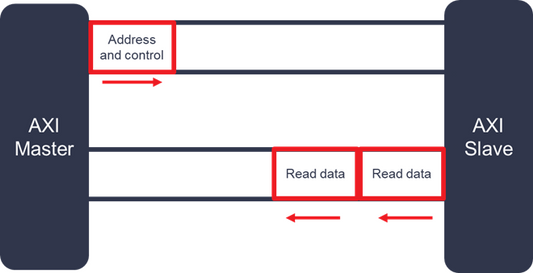 Address
and control
AXI
Master
AXI
Slave
Read data
Read data